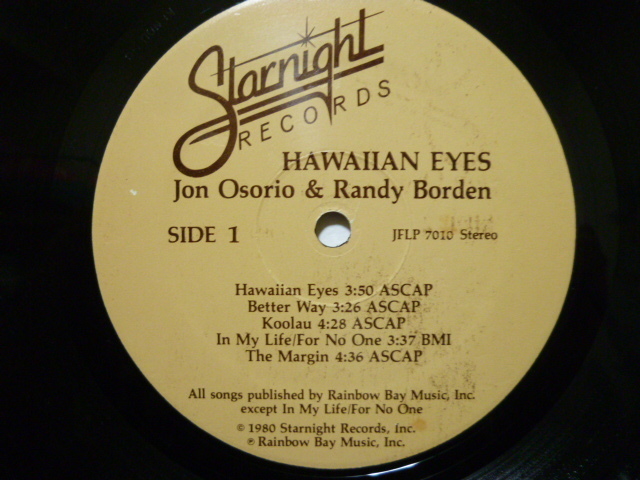 Starnight
RECORDS
HAWAIIAN EYES
Jon Osorio & Randy Borden
SIDE 1
JFLP 7010 Stereo
Hawaiian Eyes 3:50 ASCAP
Better Way 3:26 ASCAP
Koolau 4:28 ASCAP
In My Life/For No One 3:37 BMI
The Margin 4:36 ASCAP
All songs published by Rainbow Bay Music, Inc.
except In My Life/For No One
© 1980 Starnight Records, Inc.
℗ Rainbow Bay Music, Inc.